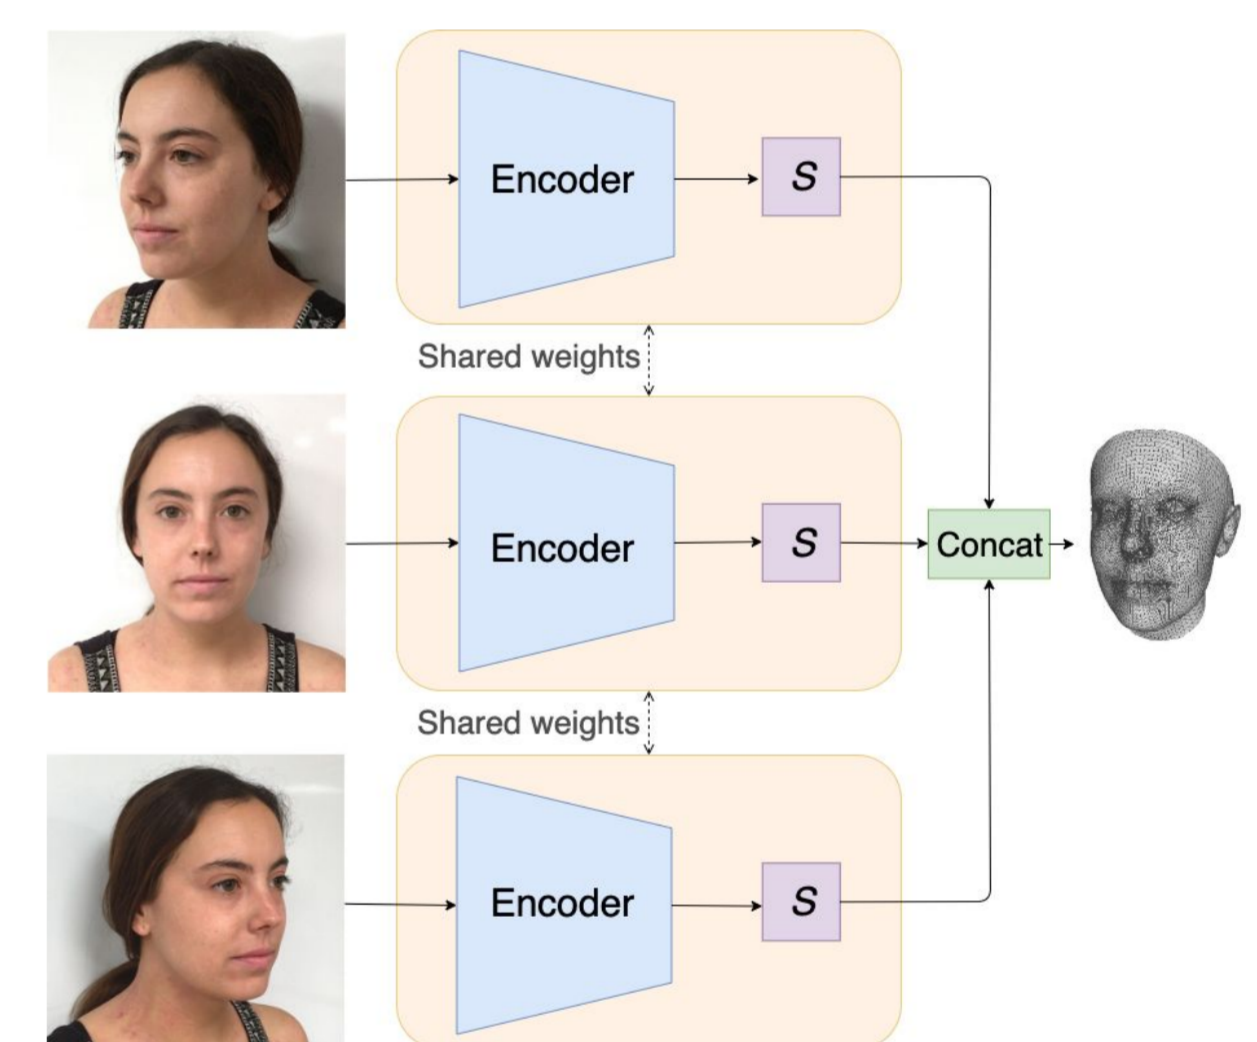 Encoder
S
Shared weights
Encoder
S
Concat
Shared weights
Encoder
S